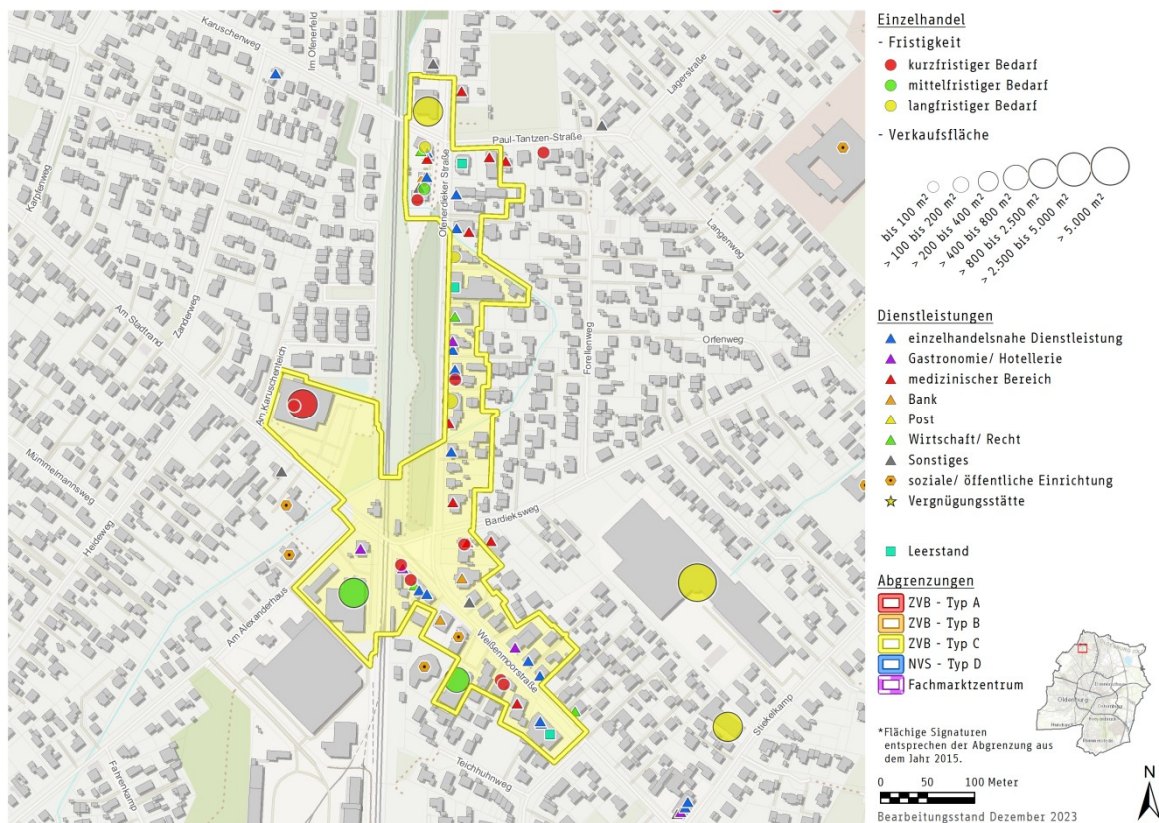 Karuschenweg
Im Ofenerfeld
Lagerstraße
Paul-Tantzen-Straße
Karpfenweg
Ofenerdieker Straße
Langenweg
Zanderweg
Am Stadtrand
Forellenweg
Orfenweg
Am Karuschenteich
Mümmelmannsweg
Heideweg
Bardieksweg
Am Alexanderhaus
Weißenmoorstraße
Stiekelkamp
Teichhuhnweg
Fahrenkamp
Einzelhandel
- Fristigkeit
kurzfristiger Bedarf
mittelfristiger Bedarf
langfristiger Bedarf
- Verkaufsfläche
bis 100 m²
> 100 bis 200 m²
> 200 bis 400 m²
> 400 bis 800 m²
> 800 bis 2.500 m²
> 2.500 bis 5.000 m²
> 5.000 m²
Dienstleistungen
einzelhandelsnahe Dienstleistung
Gastronomie/ Hotellerie
medizinischer Bereich
Bank
Post
Wirtschaft/ Recht
Sonstiges
soziale/ öffentliche Einrichtung
Vergnügungsstätte
Leerstand
Abgrenzungen
ZVB - Typ A
ZVB - Typ B
ZVB - Typ C
NVS - Typ D
Fachmarktzentrum
Oldenburg
*Flächige Signaturen
entsprechen der Abgrenzung aus
dem Jahr 2015.
0 50 100 Meter
N
Bearbeitungsstand Dezember 2023